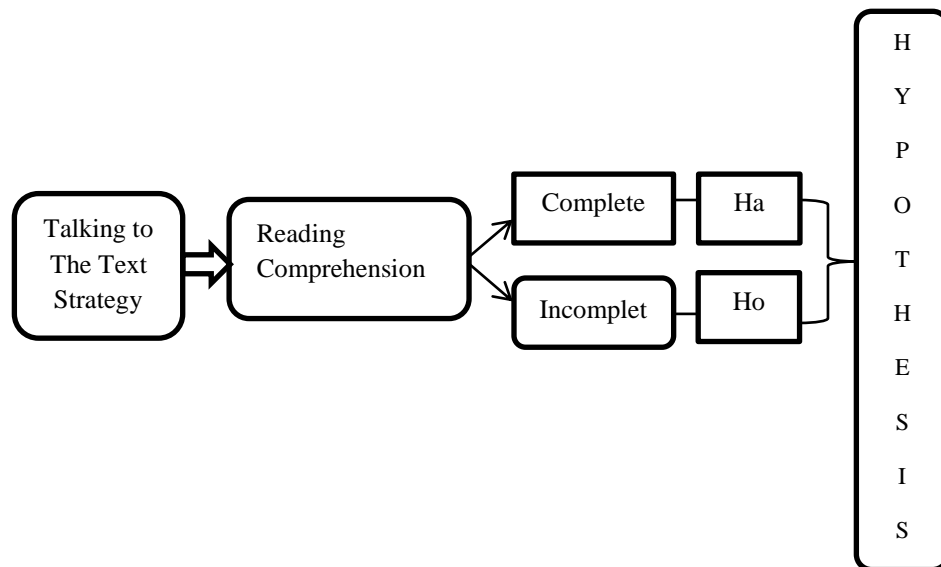 Talking to
The Text
Strategy
Reading
Comprehension
Complete
Incomplet
Ha
Ho
H
Y
P
O
T
H
E
S
I
S